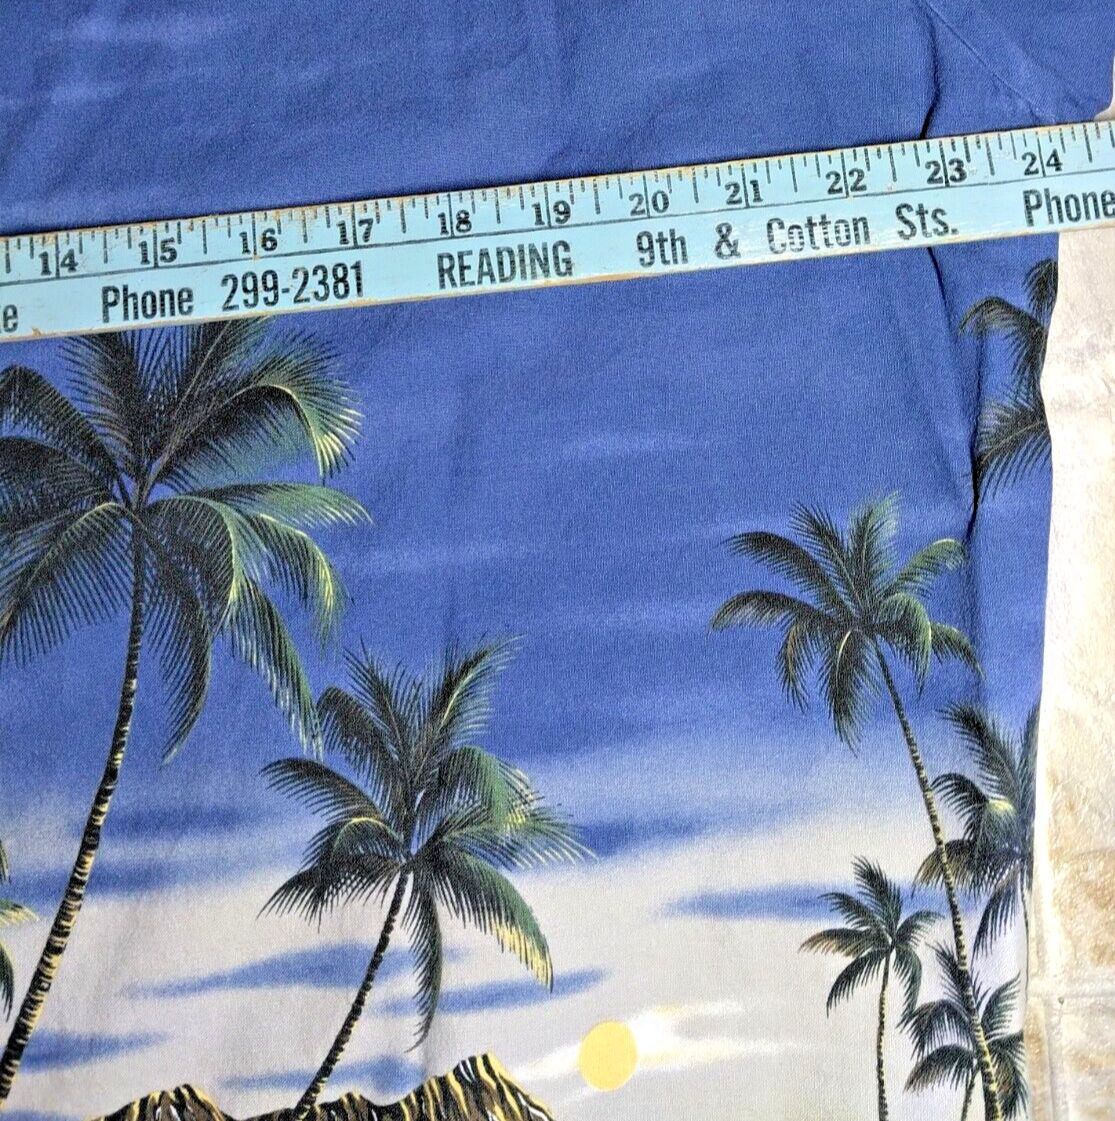 14 15 16 17 18 19 20 21 22 23 24
Phone 299-2381 READING 9th & Cotton Sts. Phone